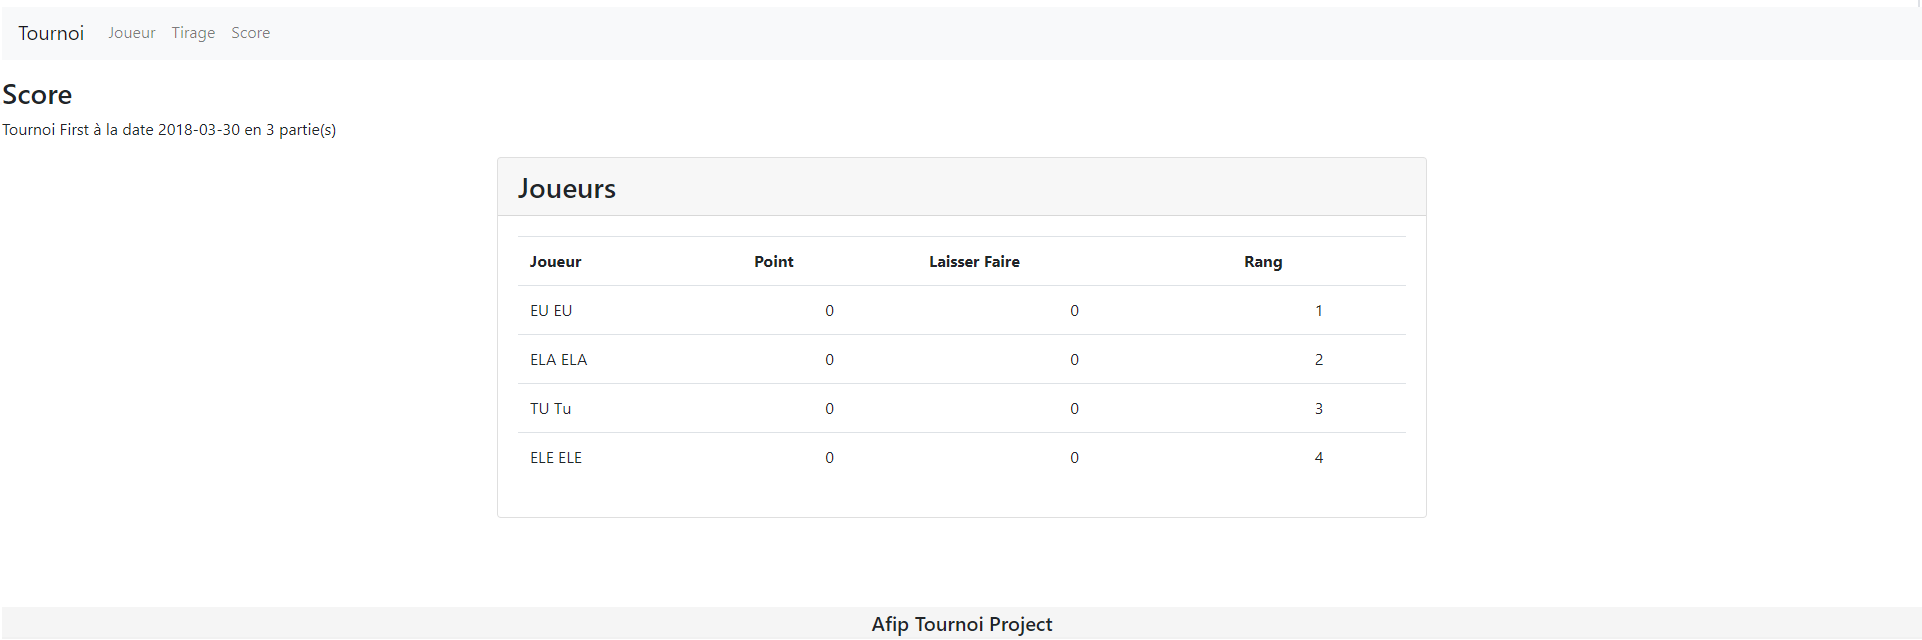 Tournoi Joueur Tirage Score
Score
Tournoi First à la date 2018-03-30 en 3 partie(s)
Joueurs
Joueur Point Laisser Faire Rang
EU EU 0 0 1
ELA ELA 0 0 2
TU Tu 0 0 3
ELE ELE 0 0 4
Afip Tournoi Project